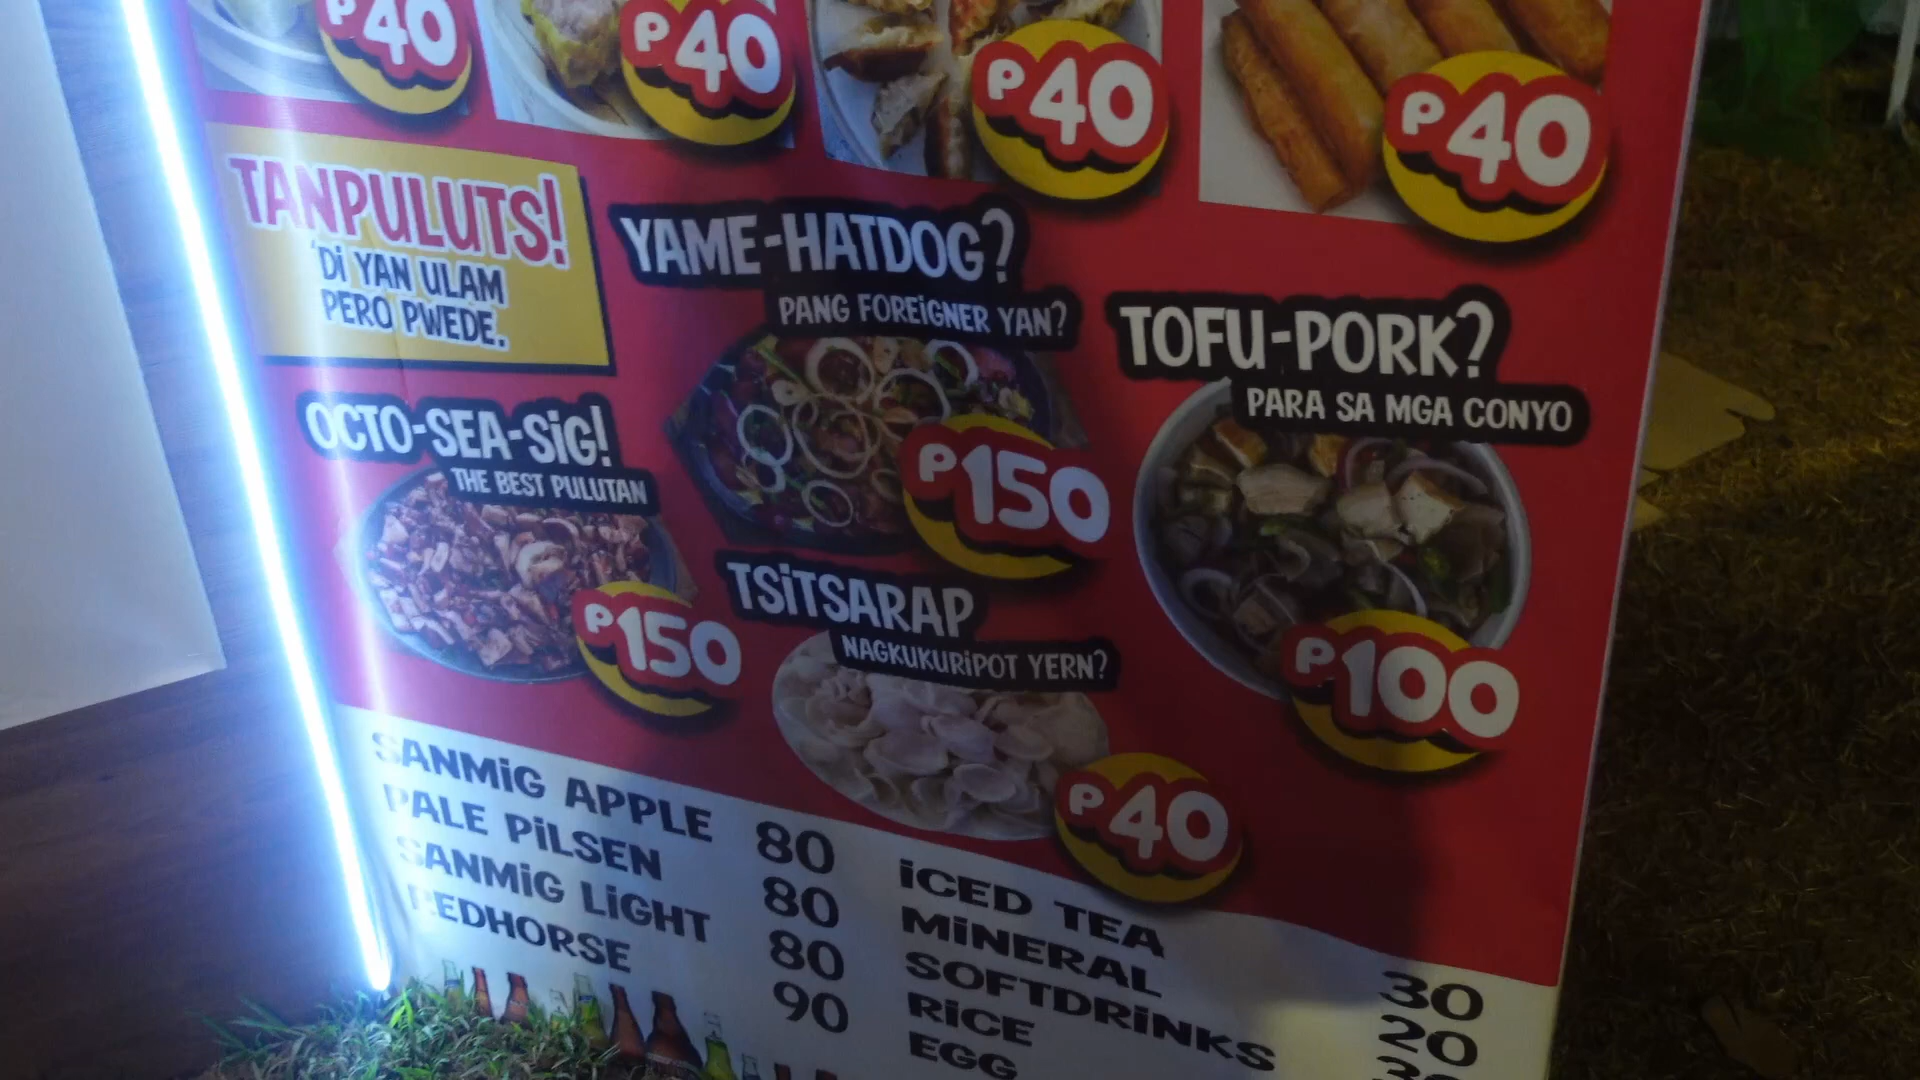 ₱40
₱40
₱40
₱40
TANPULUTS!
'Di YAN ULAM
PERO PWEDE.
YAME-HATDOG?
PANG FOREiGNER YAN?
₱150
TOFU-PORK?
PARA SA MGA CONYO
₱100
OCTO-SEA-SiG!
THE BEST PULUTAN
₱150
TSiTSARAP
NAGKUKURiPOT YERN?
₱40
SANMiG APPLE 80
PALE PiLSEN 80
SANMiG LiGHT 80
REDHORSE 90
iCED TEA 30
MiNERAL 20
SOFTDRiNKS
RiCE
EGG